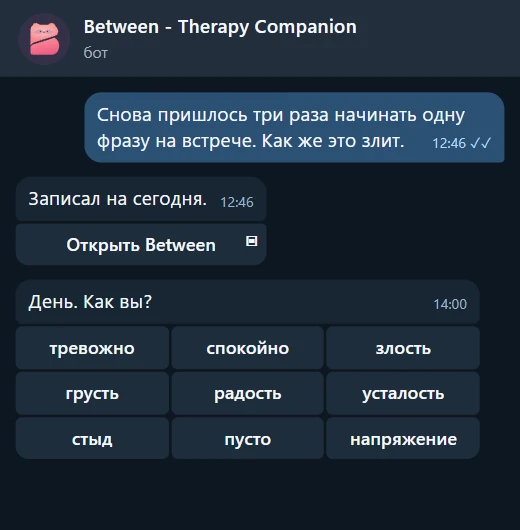 Between - Therapy Companion
бот
Снова пришлось три раза начинать одну
фразу на встрече. Как же это злит. 12:46
Записал на сегодня. 12:46
Открыть Between
День. Как вы? 14:00
тревожно спокойно злость
грусть радость усталость
стыд пусто напряжение